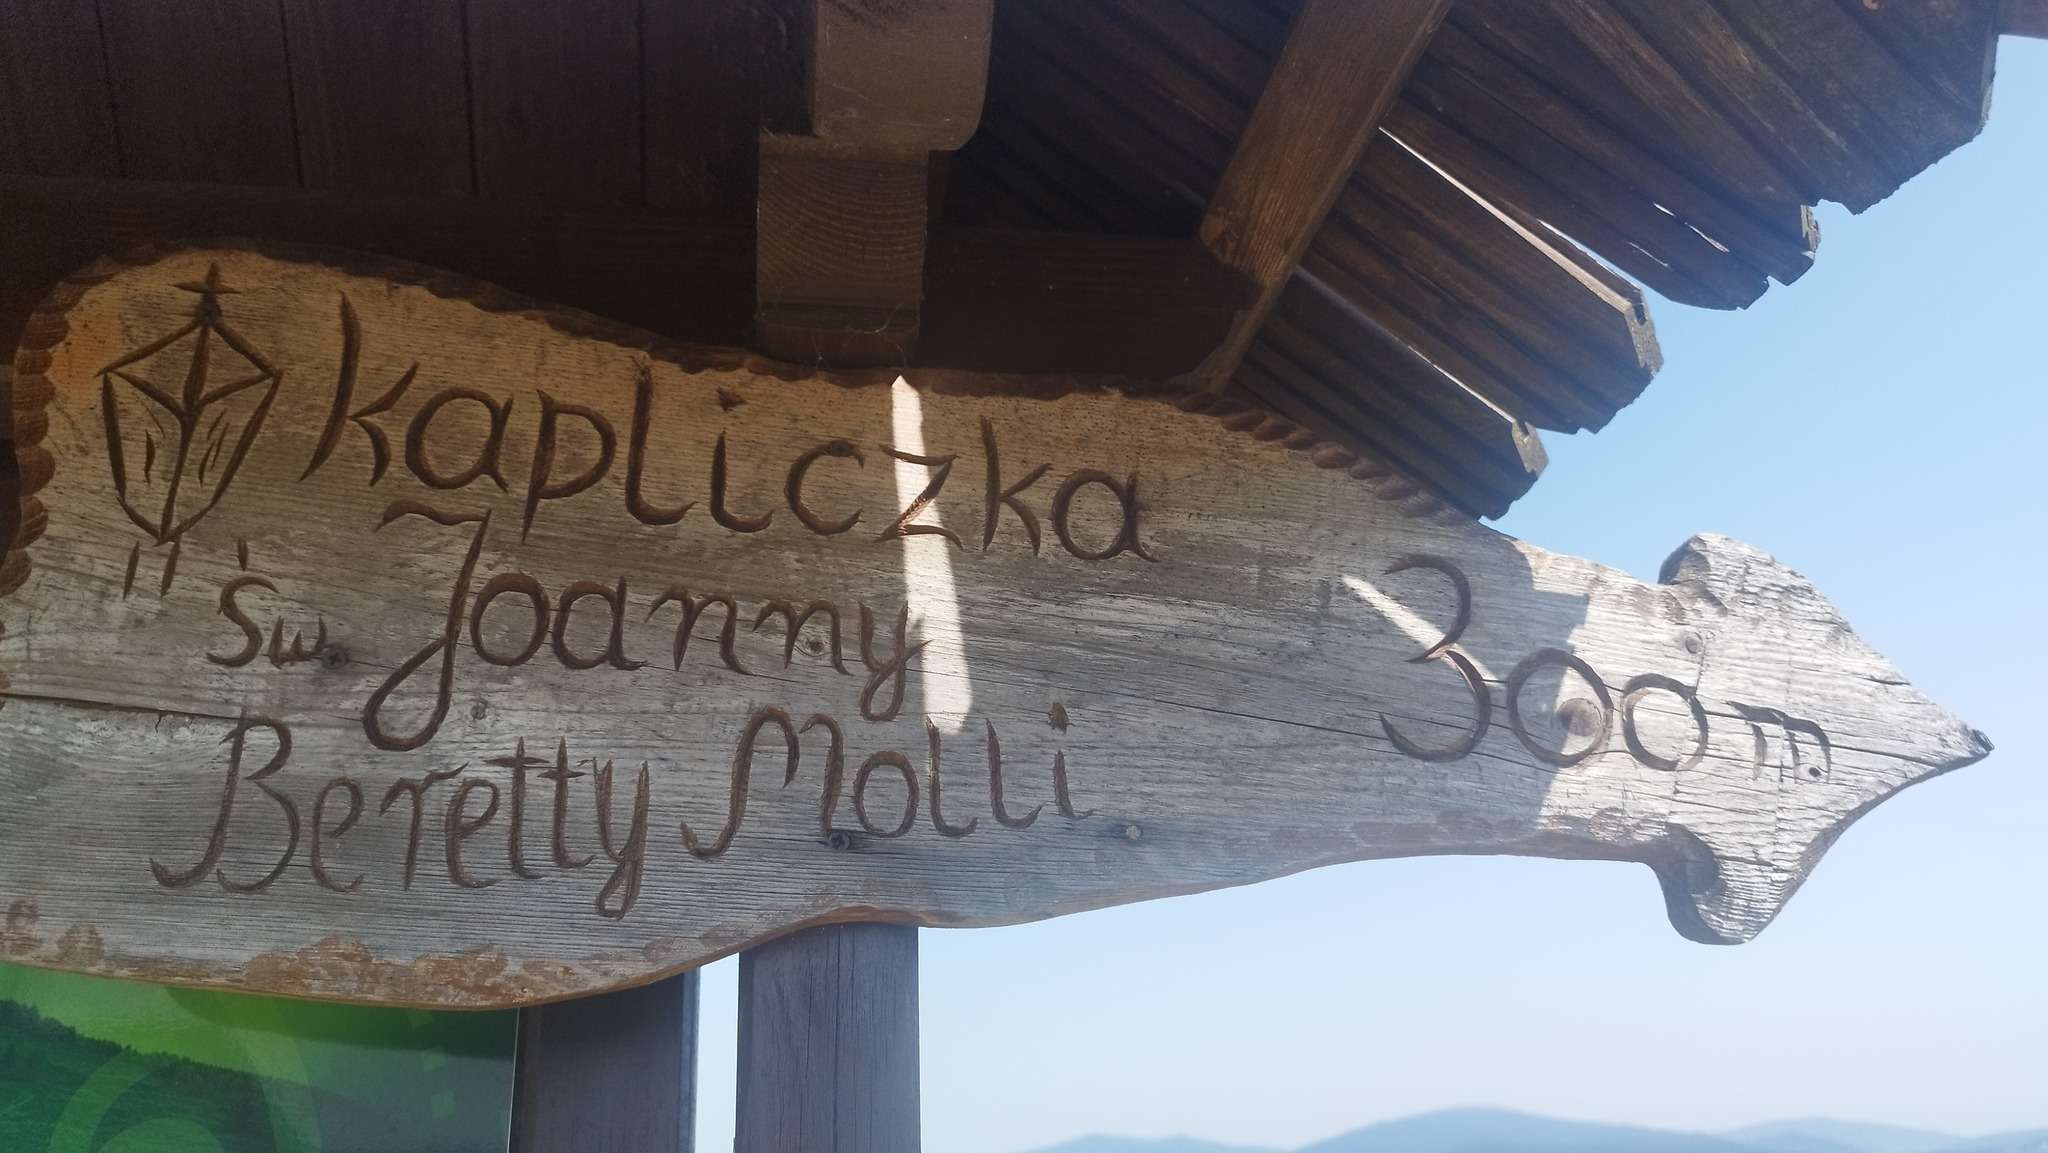 Kapliczka
św Joanny
Beretty Molli
300 m.